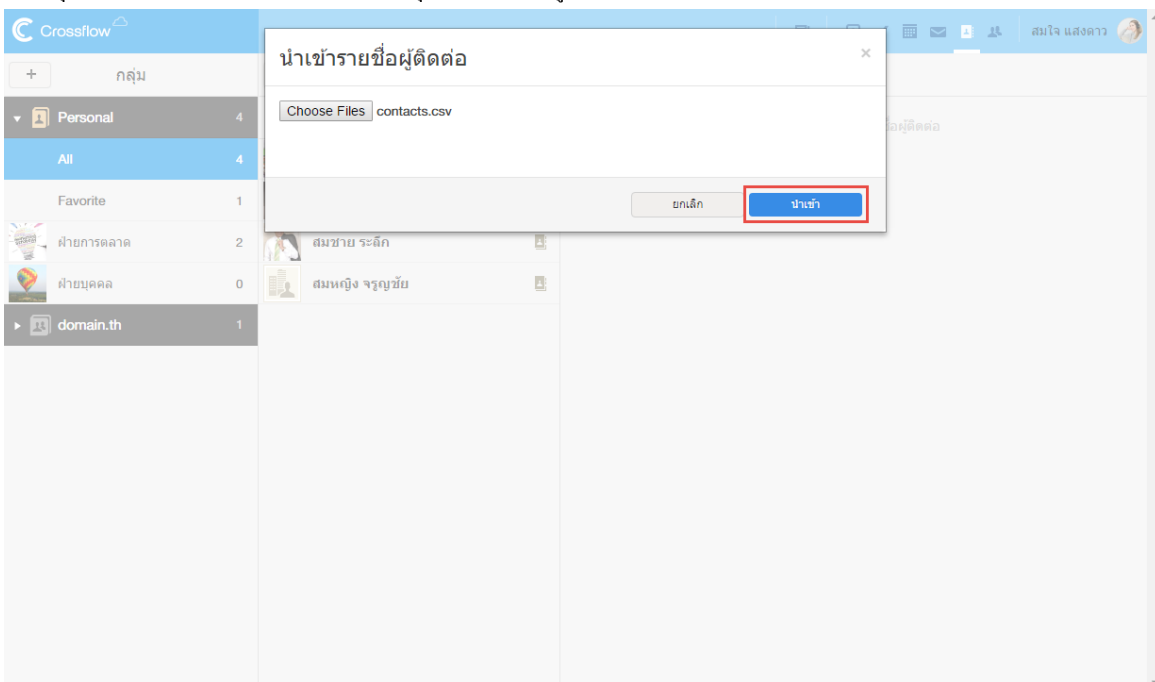 Crossflow
สมใจ แสงดาว
นำเข้ารายชื่อผู้ติดต่อ
×
+ กลุ่ม
Choose Files contacts.csv
Personal 4
All 4
Favorite 1
ยกเลิก นำเข้า
ฝ่ายการตลาด 2
สมชาย ระลึก
ฝ่ายบุคคล 0
สมหญิง จรูญชัย
domain.th 1